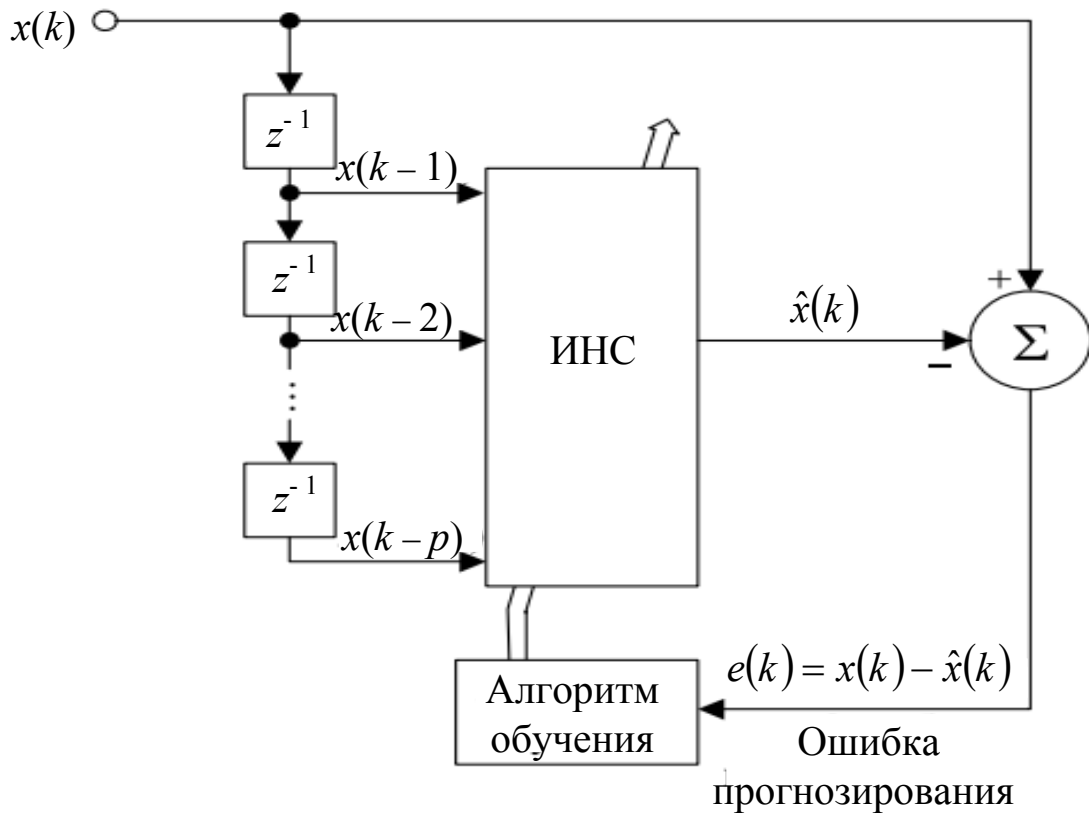 x(k)
z⁻¹
x(k – 1)
z⁻¹
x(k – 2)
ИНС
x̂(k)
+
–
Σ
z⁻¹
x(k – p)
Алгоритм
обучения
e(k) = x(k) – x̂(k)
Ошибка
прогнозирования